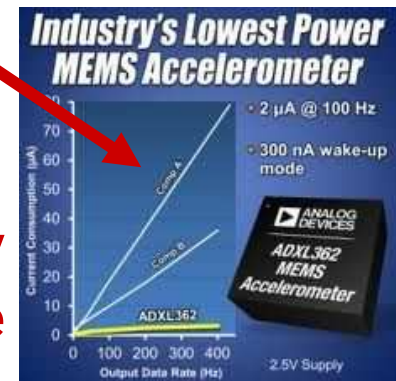 Industry's Lowest Power
MEMS Accelerometer
• 2 µA @ 100 Hz
• 300 nA wake-up
mode
Current Consumption (µA)
80
70
60
50
40
30
20
10
0
Comp A
Comp B
ADXL362
0 100 200 300 400
Output Data Rate (Hz)
ANALOG
DEVICES
ADXL362
MEMS
Accelerometer
2.5V Supply